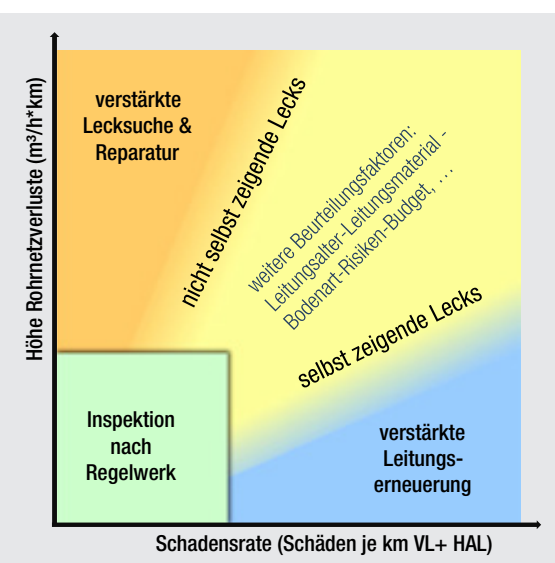 Höhe Rohrnetzverluste (m³/h*km)
verstärkte
Lecksuche &
Reparatur
nicht selbst zeigende Lecks
weitere Beurteilungsfaktoren:
Leitungsalter-Leitungsmaterial -
Bodenart-Risiken-Budget, …
selbst zeigende Lecks
Inspektion
nach
Regelwerk
verstärkte
Leitungs-
erneuerung
Schadensrate (Schäden je km VL+ HAL)